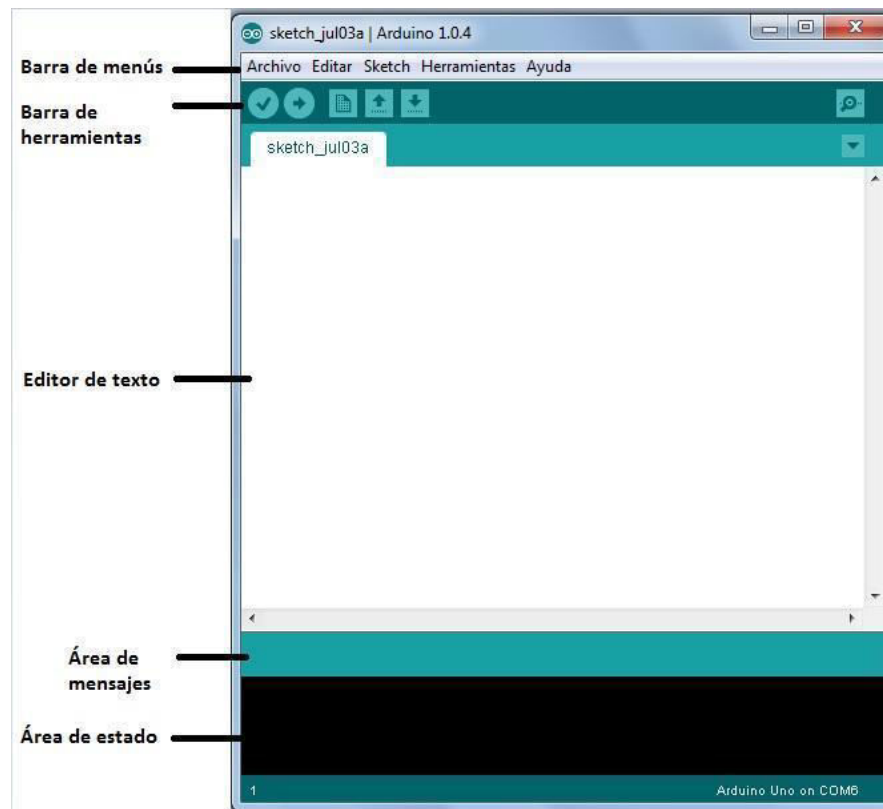 sketch_jul03a | Arduino 1.0.4
Barra de menús
Archivo Editar Sketch Herramientas Ayuda
Barra de
herramientas
sketch_jul03a
Editor de texto
Área de
mensajes
Área de estado
1
Arduino Uno on COM6